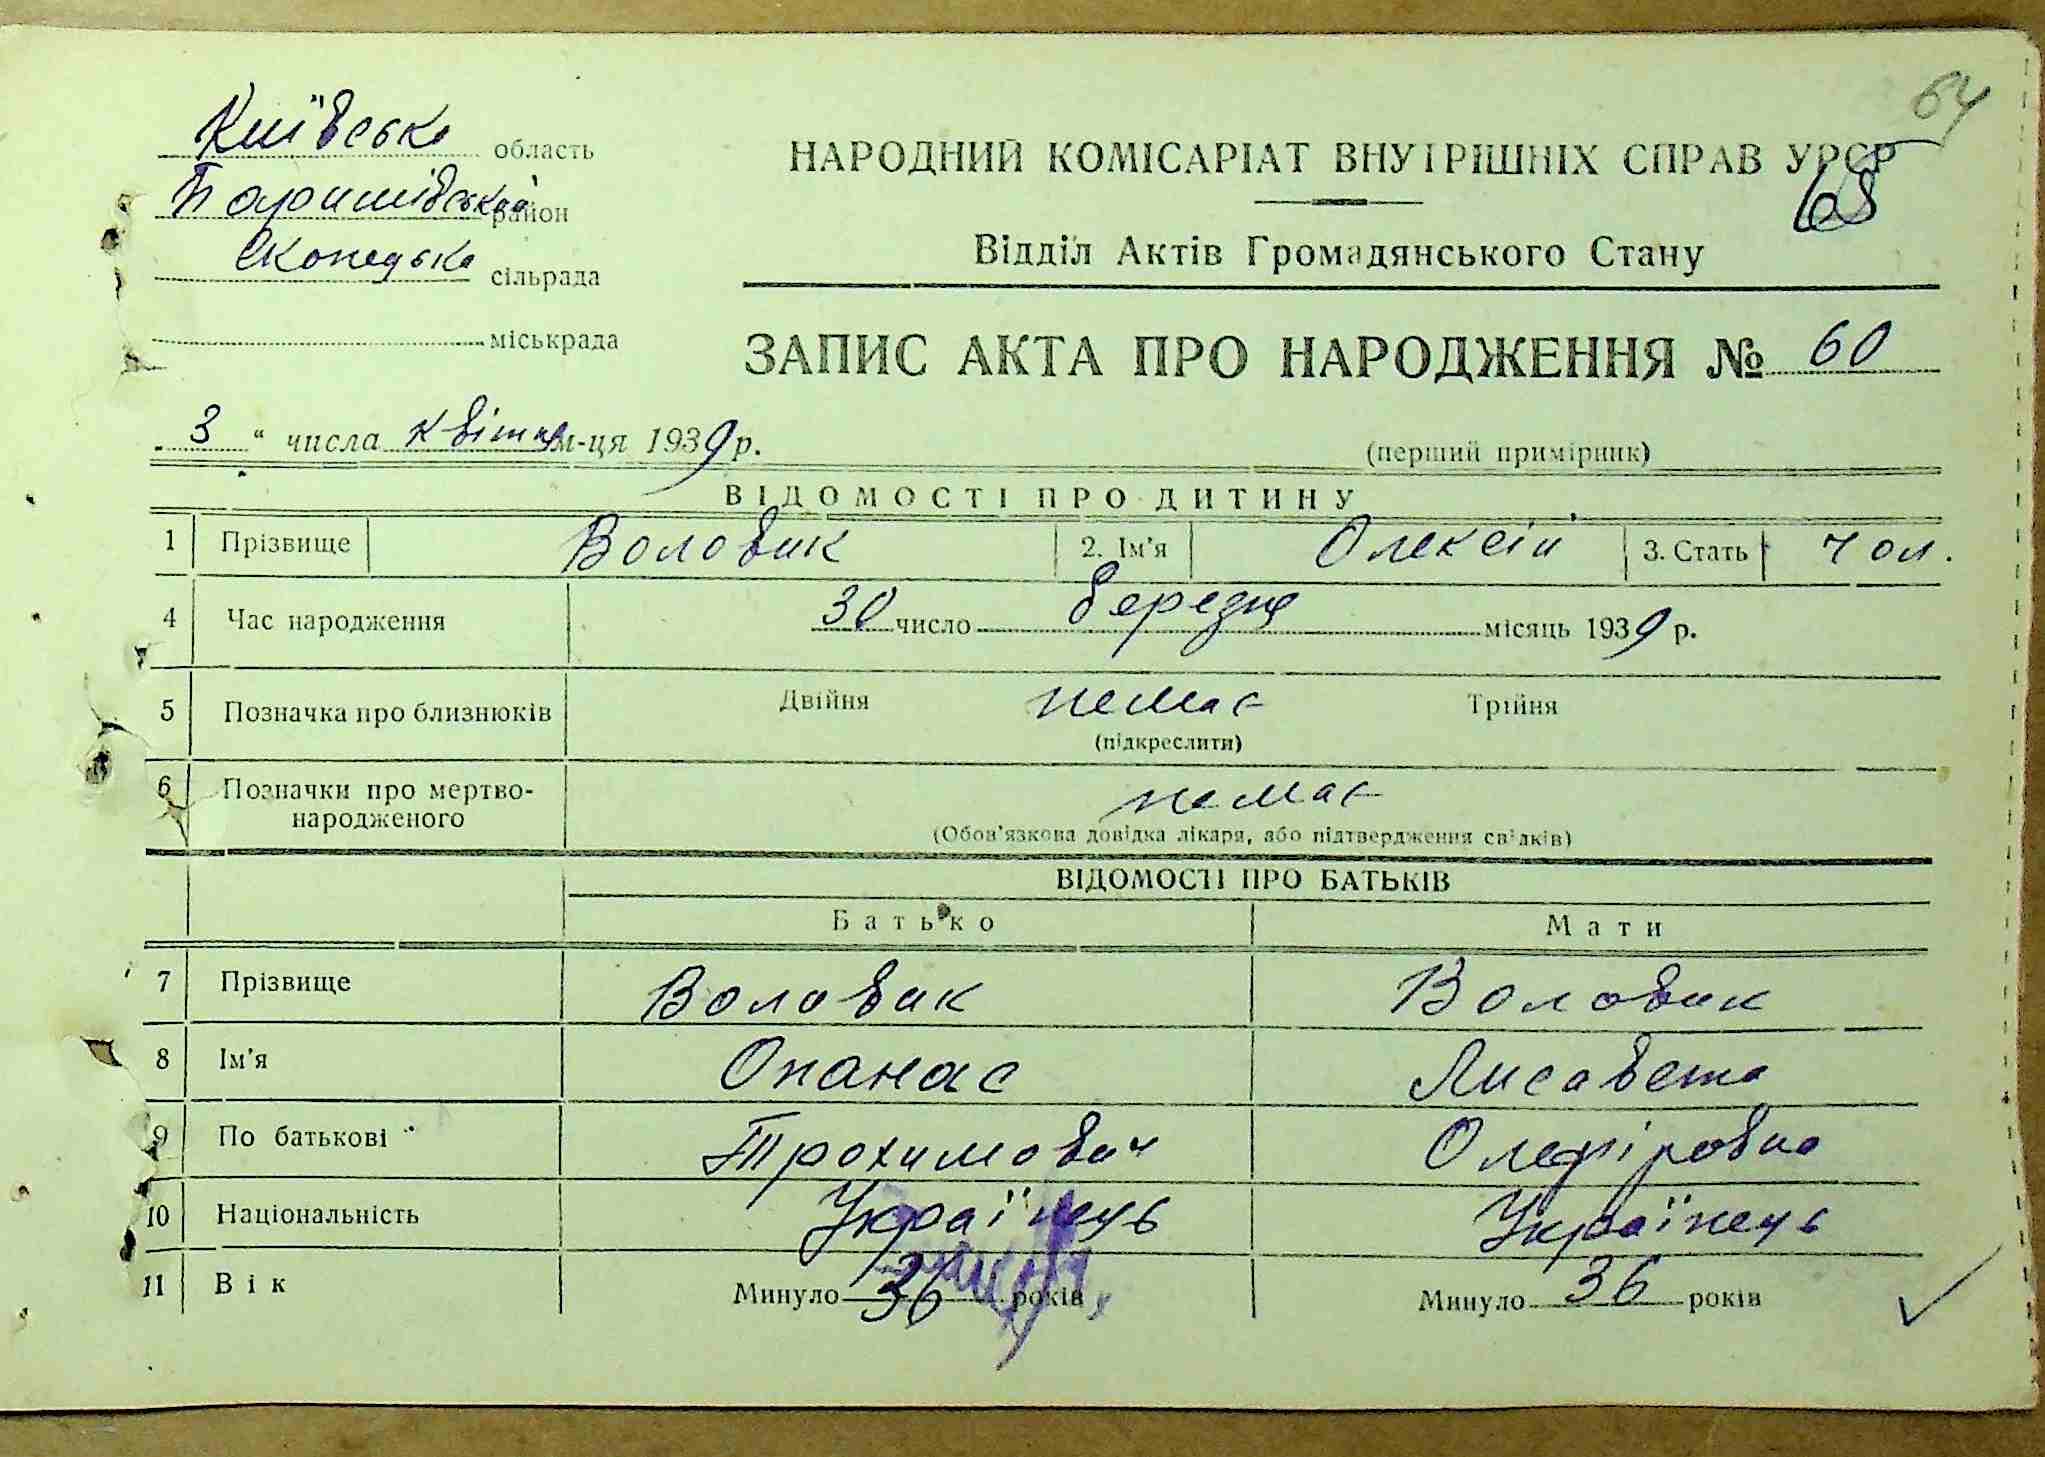 64
Київська область
НАРОДНИЙ КОМІСАРІАТ ВНУТРІШНІХ СПРАВ УРСР
Баришівський район
68
Скопецька сільрада
Відділ Актів Громадянського Стану
міськрада
ЗАПИС АКТА ПРО НАРОДЖЕННЯ № 60
3 " числа квітня м-ця 1939 р.
(перший примірник)
ВІДОМОСТІ ПРО ДИТИНУ
1 Прізвище Воловик 2. Ім'я Олексій 3. Стать чол.
4 Час народження 30 число березня місяць 1939 р.
5 Позначка про близнюків Двійня немає Трійня
(підкреслити)
6 Позначки про мертво-
народженого немає
(Обов'язкова довідка лікаря, або підтвердження свідків)
ВІДОМОСТІ ПРО БАТЬКІВ
Батько Мати
7 Прізвище Воловик Воловик
8 Ім'я Опанас Лисавета
9 По батькові Трохимович Олефіровна
10 Національність Українець Українець
11 Вік Минуло 36 років Минуло 36 років